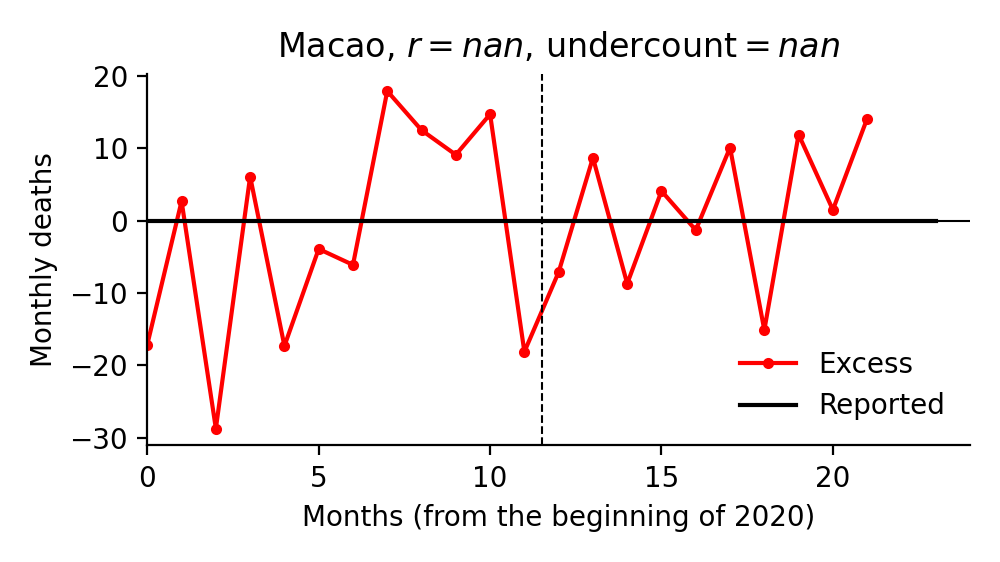 Macao, r = nan, undercount = nan
Monthly deaths
20
10
0
−10
−20
−30
Excess
Reported
0 5 10 15 20
Months (from the beginning of 2020)